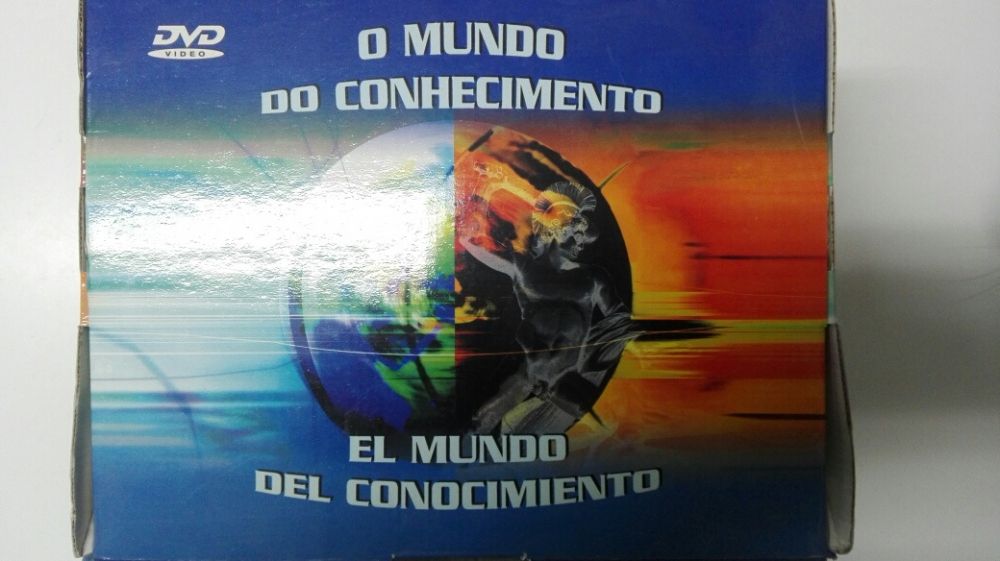 DVD
VIDEO
O MUNDO
DO CONHECIMENTO
EL MUNDO
DEL CONOCIMIENTO